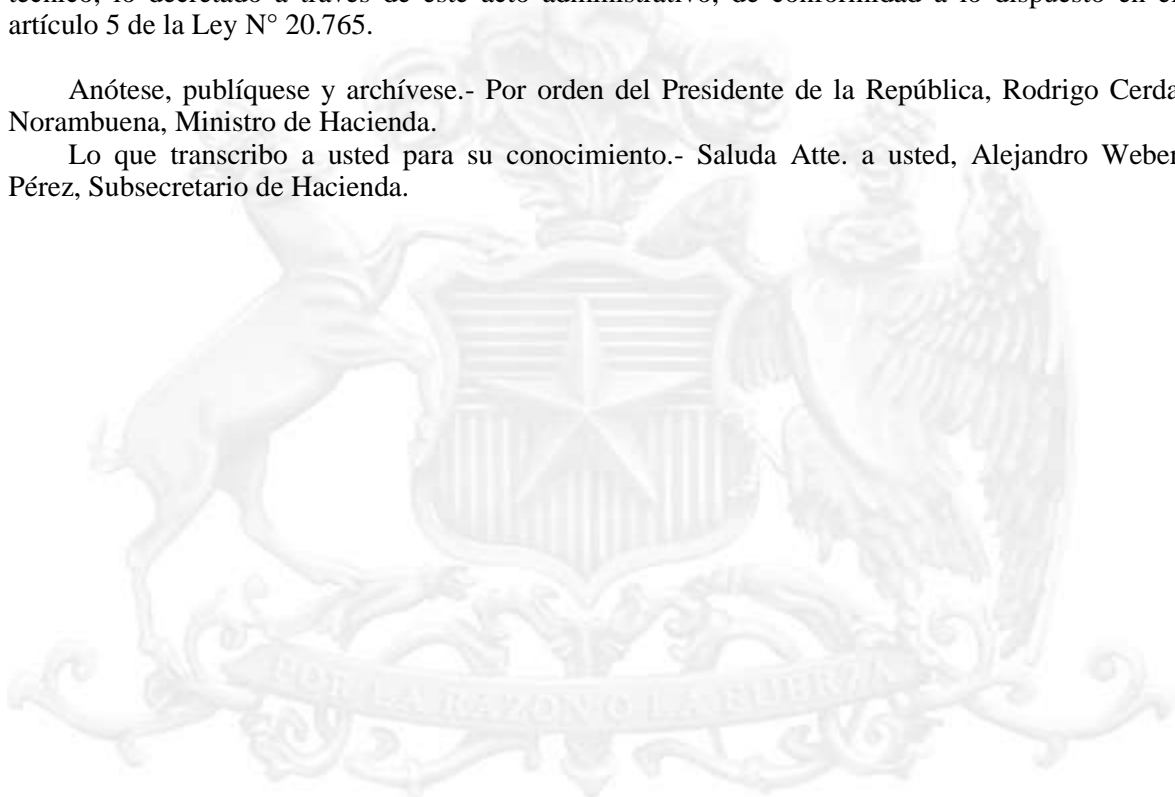 técnico, lo decretado a través de este acto administrativo, de conformidad a lo dispuesto en el
artículo 5 de la Ley N° 20.765.
Anótese, publíquese y archívese.- Por orden del Presidente de la República, Rodrigo Cerda
Norambuena, Ministro de Hacienda.
Lo que transcribo a usted para su conocimiento.- Saluda Atte. a usted, Alejandro Weber
Pérez, Subsecretario de Hacienda.
POR LA RAZON O LA FUERZA